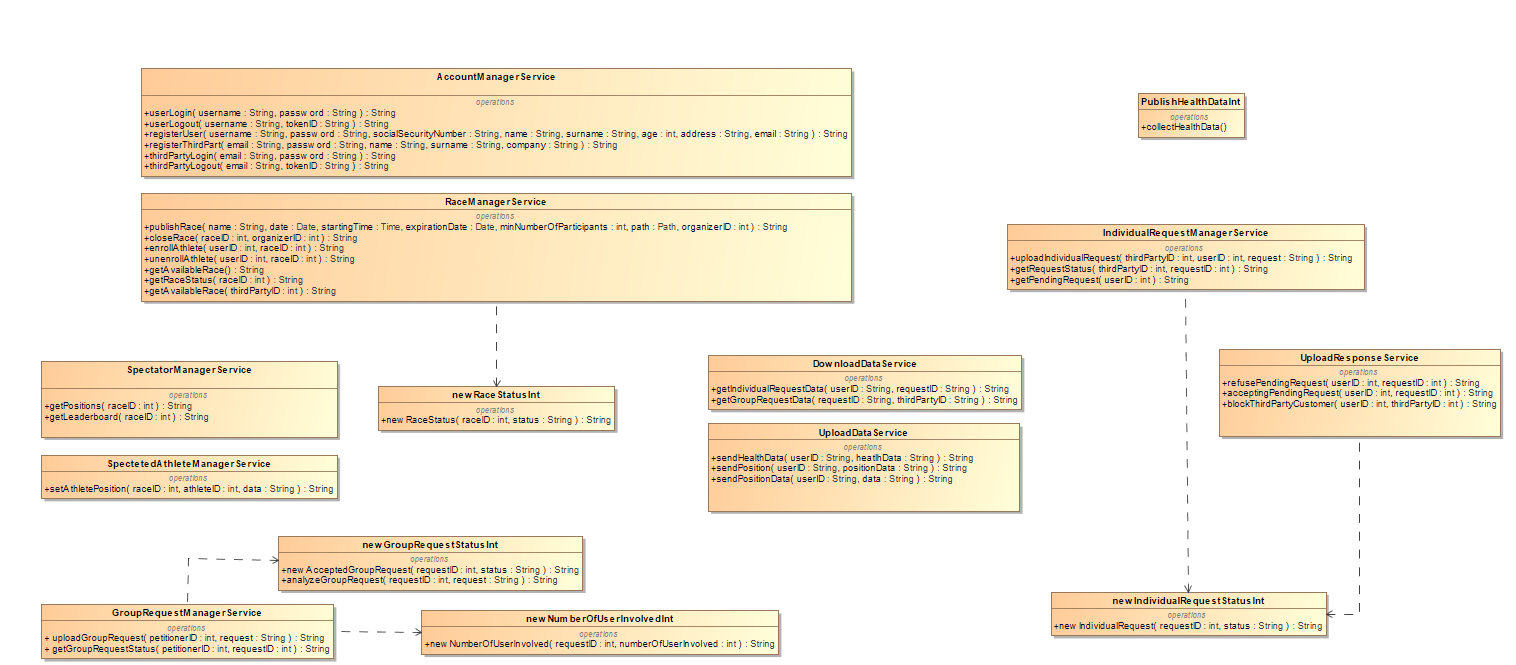 AccountManagerService
operations
+userLogin( username : String, password : String ) : String
+userLogout( username : String, tokenID : String ) : String
+registerUser( username : String, password : String, socialSecurityNumber : String, name : String, surname : String, age : int, address : String, email : String ) : String
+registerThirdPart( email : String, password : String, name : String, surname : String, company : String ) : String
+thirdPartyLogin( email : String, password : String ) : String
+thirdPartyLogout( email : String, tokenID : String ) : String
PublishHealthDataInt
operations
+collectHealthData()
RaceManagerService
operations
+publishRace( name : String, date : Date, startingTime : Time, expirationDate : Date, minNumberOfParticipants : int, path : Path, organizerID : int ) : String
+closeRace( raceID : int, organizerID : int ) : String
+enrollAthlete( userID : int, raceID : int ) : String
+unenrollAthlete( userID : int, raceID : int ) : String
+getAvailableRace() : String
+getRaceStatus( raceID : int ) : String
+getAvailableRace( thirdPartyID : int ) : String
IndividualRequestManagerService
operations
+uploadIndividualRequest( thirdPartyID : int, userID : int, request : String ) : String
+getRequestStatus( thirdPartyID : int, requestID : int ) : String
+getPendingRequest( userID : int ) : String
SpectatorManagerService
operations
+getPositions( raceID : int ) : String
+getLeaderboard( raceID : int ) : String
newRaceStatusInt
operations
+new RaceStatus( raceID : int, status : String ) : String
DownloadDataService
operations
+getIndividualRequestData( userID : String, requestID : String ) : String
+getGroupRequestData( requestID : String, thirdPartyID : String ) : String
UploadResponseService
operations
+refusePendingRequest( userID : int, requestID : int ) : String
+acceptingPendingRequest( userID : int, requestID : int ) : String
+blockThirdPartyCustomer( userID : int, thirdPartyID : int ) : String
UploadDataService
operations
+sendHealthData( userID : String, heatlhData : String ) : String
+sendPosition( userID : String, positionData : String ) : String
+sendPositionData( userID : String, data : String ) : String
SpectetedAthleteManagerService
operations
+setAthletePosition( raceID : int, athleteID : int, data : String ) : String
newGroupRequestStatusInt
operations
+new AcceptedGroupRequest( requestID : int, status : String ) : String
+analyzeGroupRequest( requestID : int, request : String ) : String
GroupRequestManagerService
operations
+ uploadGroupRequest( petitionerID : int, request : String ) : String
+ getGroupRequestStatus( petitionerID : int, requestID : int ) : String
newNumberOfUserInvolvedInt
operations
+new NumberOfUserInvolved( requestID : int, numberOfUserInvolved : int ) : String
newIndividualRequestStatusInt
operations
+new IndividualRequest( requestID : int, status : String ) : String